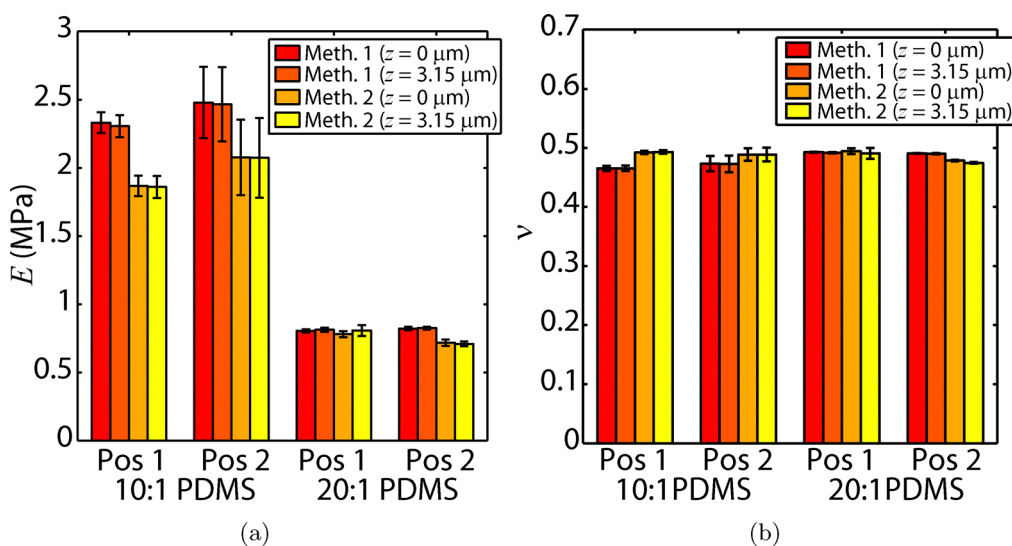 3
2.5
2
1.5
1
0.5
0
E (MPa)
Meth. 1 (z = 0 μm)
Meth. 1 (z = 3.15 μm)
Meth. 2 (z = 0 μm)
Meth. 2 (z = 3.15 μm)
Pos 1 Pos 2 Pos 1 Pos 2
10:1 PDMS 20:1 PDMS
(a)
0.7
0.6
0.5
0.4
0.3
0.2
0.1
0
ν
Meth. 1 (z = 0 μm)
Meth. 1 (z = 3.15 μm)
Meth. 2 (z = 0 μm)
Meth. 2 (z = 3.15 μm)
Pos 1 Pos 2 Pos 1 Pos 2
10:1PDMS 20:1PDMS
(b)